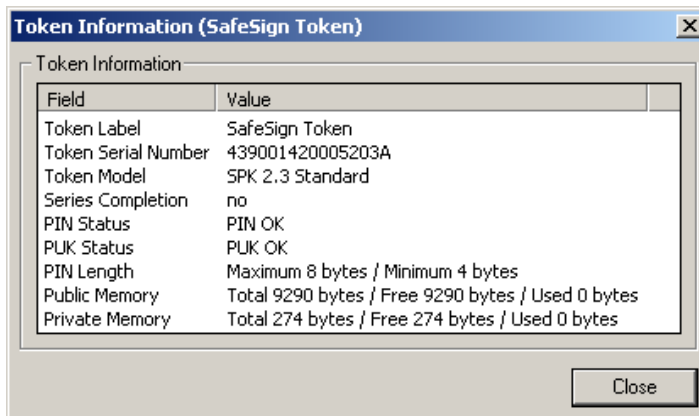 Token Information (SafeSign Token)
Token Information
Field Value
Token Label SafeSign Token
Token Serial Number 439001420005203A
Token Model SPK 2.3 Standard
Series Completion no
PIN Status PIN OK
PUK Status PUK OK
PIN Length Maximum 8 bytes / Minimum 4 bytes
Public Memory Total 9290 bytes / Free 9290 bytes / Used 0 bytes
Private Memory Total 274 bytes / Free 274 bytes / Used 0 bytes
Close